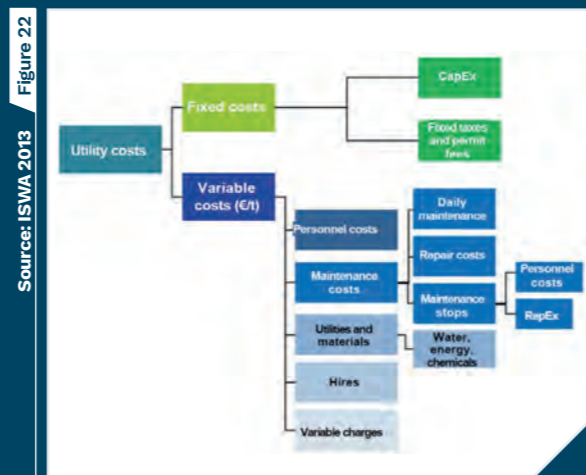 Figure 22
Source: ISWA 2013
Utility costs
Fixed costs
CapEx
Fixed taxes
and permit
fees
Variable
costs (€/t)
Personnel costs
Maintenance
costs
Daily
maintenance
Repair costs
Maintenance
stops
Personnel
costs
RepEx
Utilities and
materials
Water,
energy,
chemicals
Hires
Variable charges